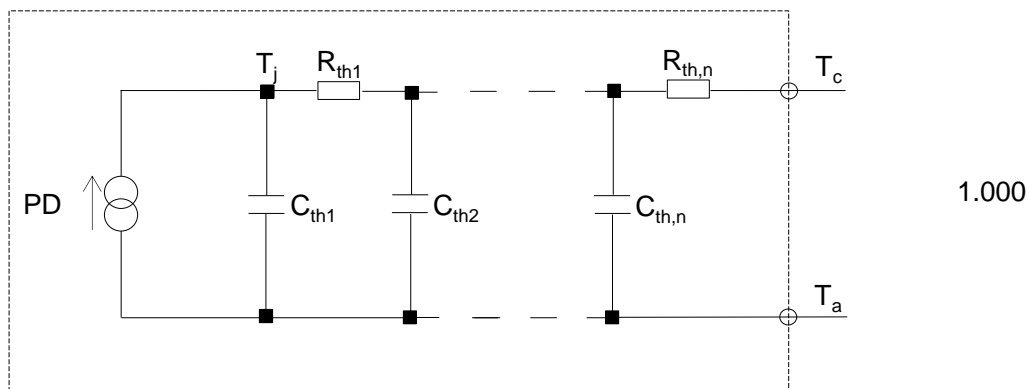 T_j R_th1 R_th,n T_c
PD C_th1 C_th2 C_th,n 1.000
T_a